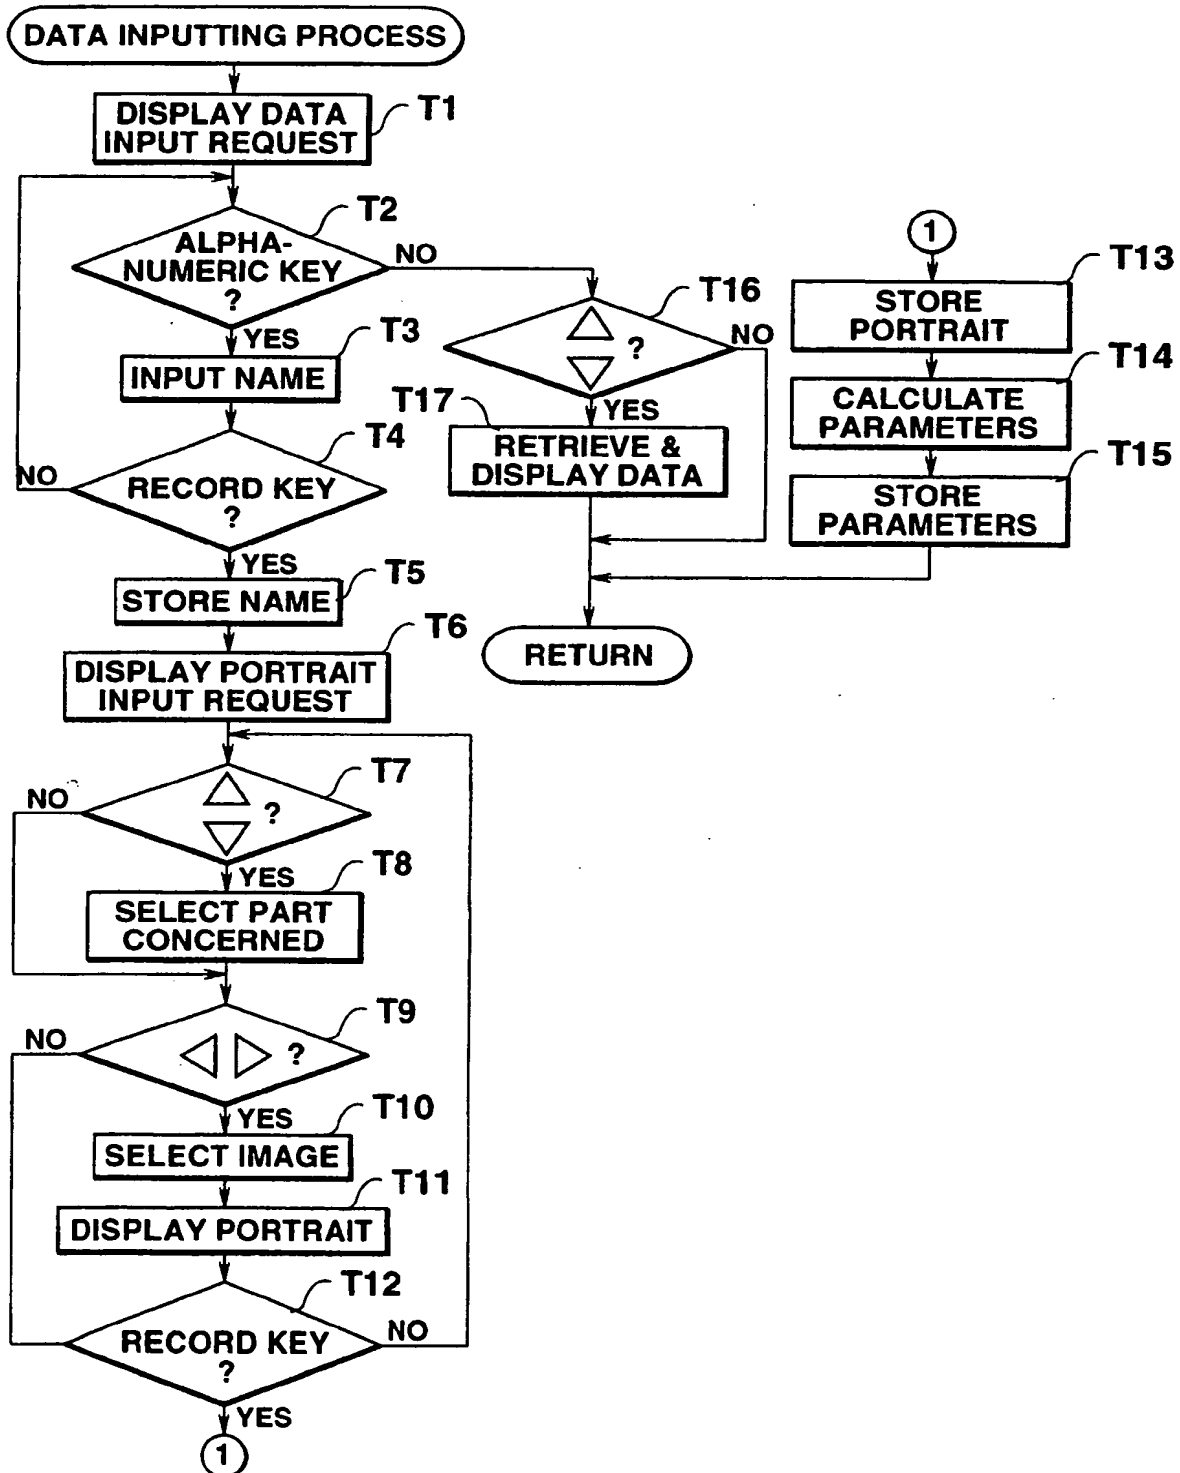 DATA INPUTTING PROCESS
DISPLAY DATA
INPUT REQUEST
T1
T2
ALPHA-
NUMERIC KEY
?
NO
YES
T3
INPUT NAME
T4
RECORD KEY
?
NO
YES
T5
STORE NAME
T6
DISPLAY PORTRAIT
INPUT REQUEST
T7
?
NO
YES
T8
SELECT PART
CONCERNED
T9
?
NO
YES
T10
SELECT IMAGE
T11
DISPLAY PORTRAIT
T12
RECORD KEY
?
NO
YES
1
T16
?
NO
YES
T17
RETRIEVE &
DISPLAY DATA
RETURN
1
T13
STORE
PORTRAIT
T14
CALCULATE
PARAMETERS
T15
STORE
PARAMETERS